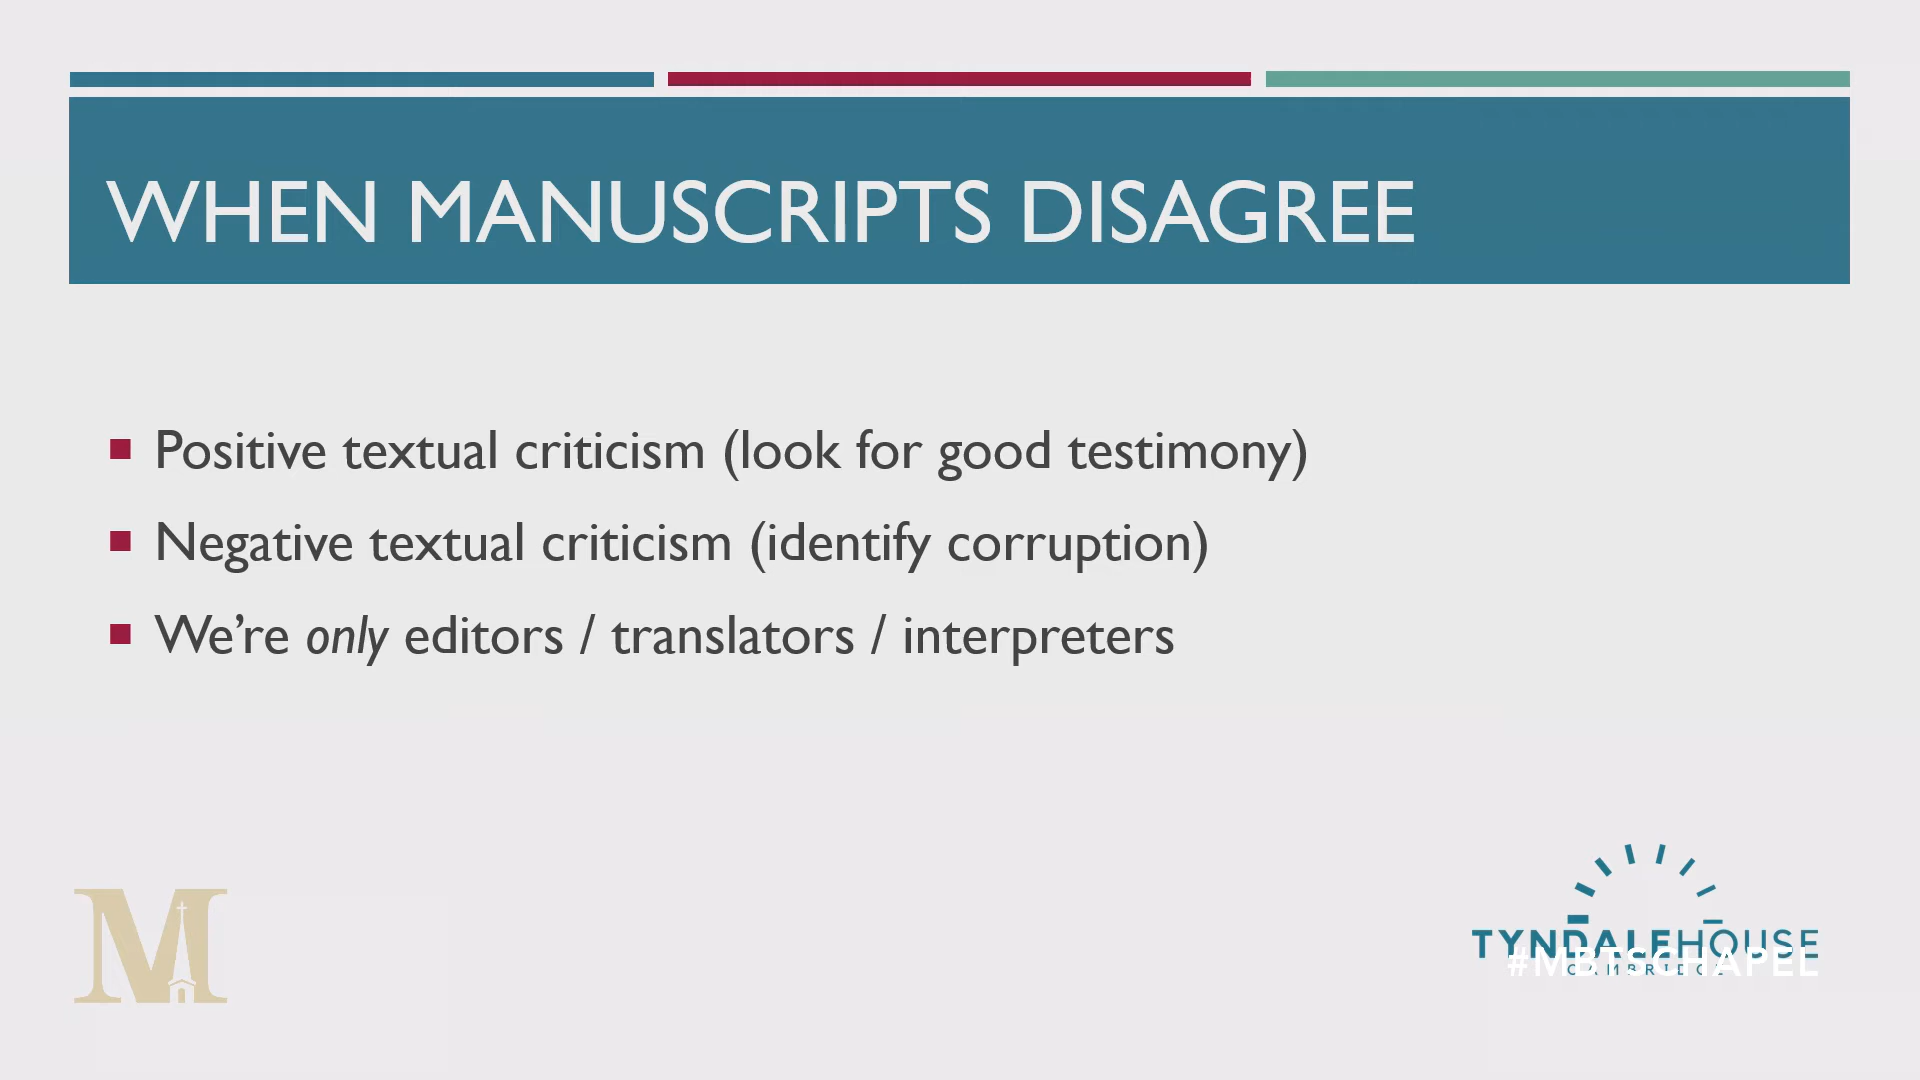 WHEN MANUSCRIPTS DISAGREE
Positive textual criticism (look for good testimony)
Negative textual criticism (identify corruption)
We’re only editors / translators / interpreters
M
TYNDALEHOUSE
CAMBRIDGE
#MBTSCHAPEL